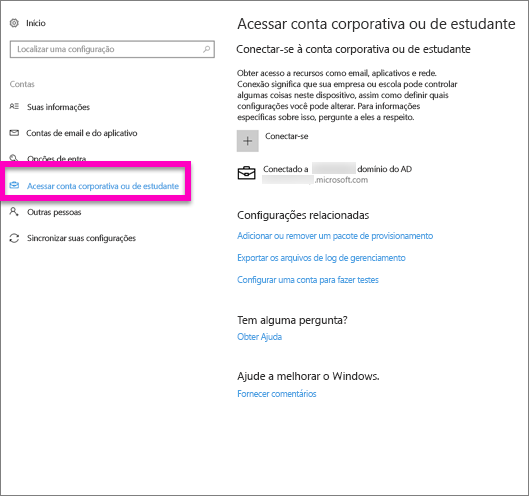 Início
Localizar uma configuração
Contas
Suas informações
Contas de email e do aplicativo
Opções de entra
Acessar conta corporativa ou de estudante
Outras pessoas
Sincronizar suas configurações
Acessar conta corporativa ou de estudante
Conectar-se à conta corporativa ou de estudante
Obter acesso a recursos como email, aplicativos e rede.
Conexão significa que sua empresa ou escola pode controlar
algumas coisas neste dispositivo, assim como definir quais
configurações você pode alterar. Para informações
específicas sobre isso, pergunte a eles a respeito.
Conectar-se
Conectado a domínio do AD
.microsoft.com
Configurações relacionadas
Adicionar ou remover um pacote de provisionamento
Exportar os arquivos de log de gerenciamento
Configurar uma conta para fazer testes
Tem alguma pergunta?
Obter Ajuda
Ajude a melhorar o Windows.
Fornecer comentários